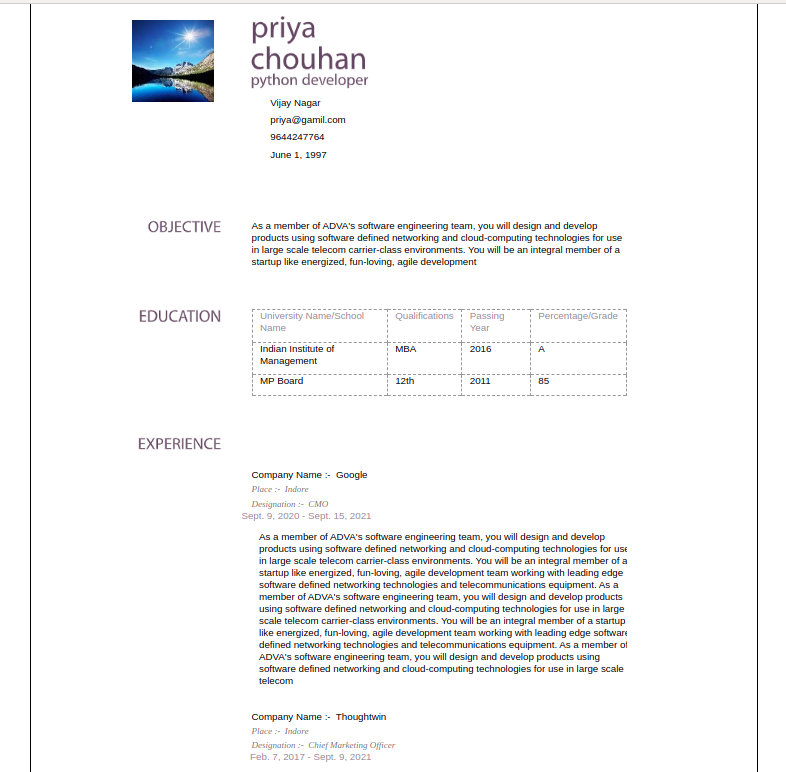 priya
chouhan
python developer
Vijay Nagar
priya@gamil.com
9644247764
June 1, 1997
OBJECTIVE
As a member of ADVA's software engineering team, you will design and develop
products using software defined networking and cloud-computing technologies for use
in large scale telecom carrier-class environments. You will be an integral member of a
startup like energized, fun-loving, agile development
EDUCATION
University Name/School Name Qualifications Passing Year Percentage/Grade
Indian Institute of Management MBA 2016 A
MP Board 12th 2011 85
EXPERIENCE
Company Name :- Google
Place :- Indore
Designation :- CMO
Sept. 9, 2020 - Sept. 15, 2021
As a member of ADVA's software engineering team, you will design and develop
products using software defined networking and cloud-computing technologies for use
in large scale telecom carrier-class environments. You will be an integral member of a
startup like energized, fun-loving, agile development team working with leading edge
software defined networking technologies and telecommunications equipment. As a
member of ADVA's software engineering team, you will design and develop products
using software defined networking and cloud-computing technologies for use in large
scale telecom carrier-class environments. You will be an integral member of a startup
like energized, fun-loving, agile development team working with leading edge software
defined networking technologies and telecommunications equipment. As a member of
ADVA's software engineering team, you will design and develop products using
software defined networking and cloud-computing technologies for use in large scale
telecom
Company Name :- Thoughtwin
Place :- Indore
Designation :- Chief Marketing Officer
Feb. 7, 2017 - Sept. 9, 2021